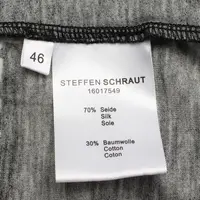 46
STEFFEN SCHRAUT
16017549
70% Seide
Silk
Soie
30% Baumwolle
Cotton
Coton